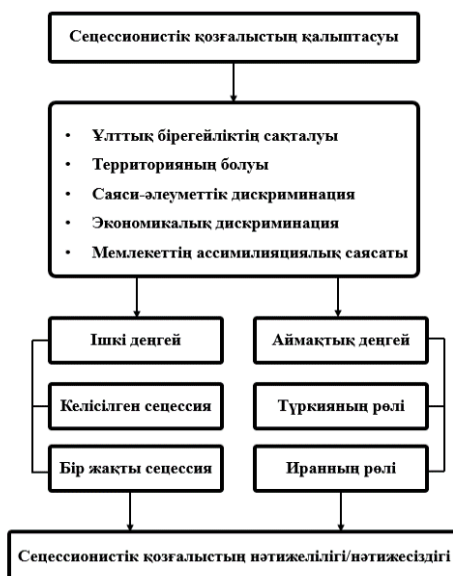 Сецессионистік қозғалыстың қалыптасуы
• Ұлттық бірегейліктің сақталуы
• Территорияның болуы
• Саяси-әлеуметтік дискриминация
• Экономикалық дискриминация
• Мемлекеттің ассимилияциялық саясаты
Ішкі деңгей
Аймақтық деңгей
Келісілген сецессия
Түркияның рөлі
Бір жақты сецессия
Иранның рөлі
Сецессионистік қозғалыстың нәтижелілігі/нәтижесіздігі